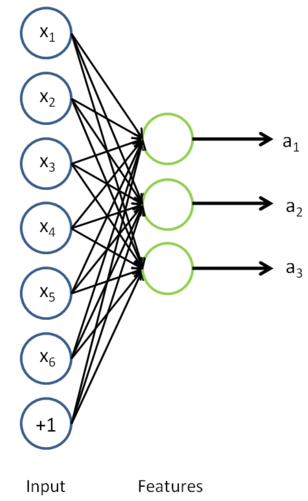 x1
x2
x3
x4
x5
x6
+1
a1
a2
a3
Input
Features